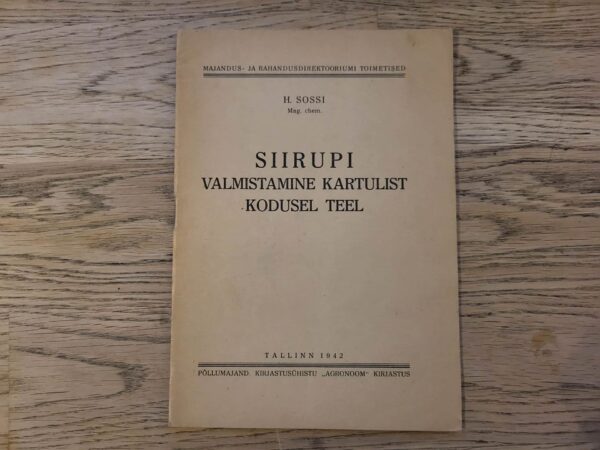 MAJANDUS- JA RAHANDUSDIREKTOORIUMI TOIMETISED
H. SOSSI
Mag. chem.
SIIRUPI
VALMISTAMINE KARTULIST
KODUSEL TEEL
TALLINN 1942
PÕLLUMAJAND. KIRJASTUSÜHISTU „AGRONOOM" KIRJASTUS